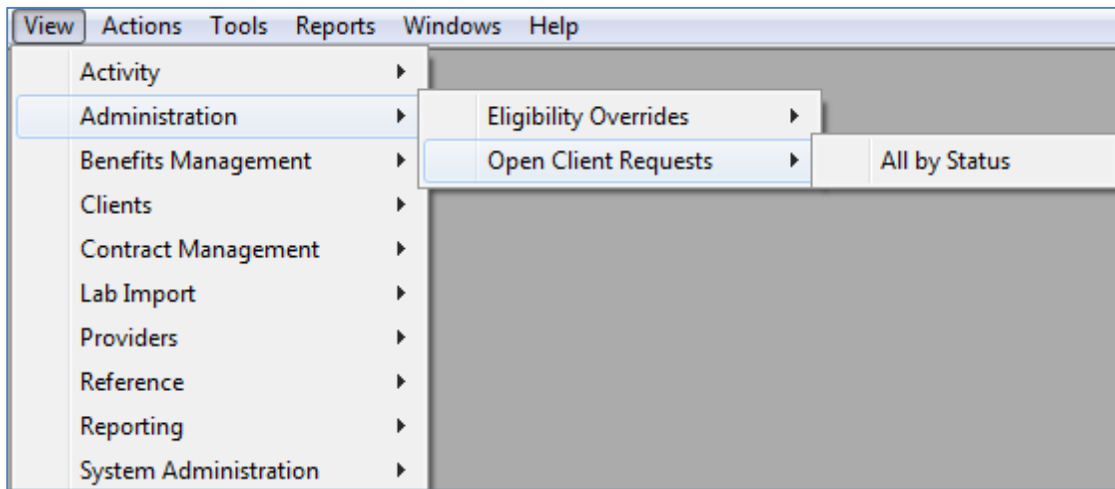 View Actions Tools Reports Windows Help
Activity
Administration
Eligibility Overrides
Benefits Management
Open Client Requests
All by Status
Clients
Contract Management
Lab Import
Providers
Reference
Reporting
System Administration